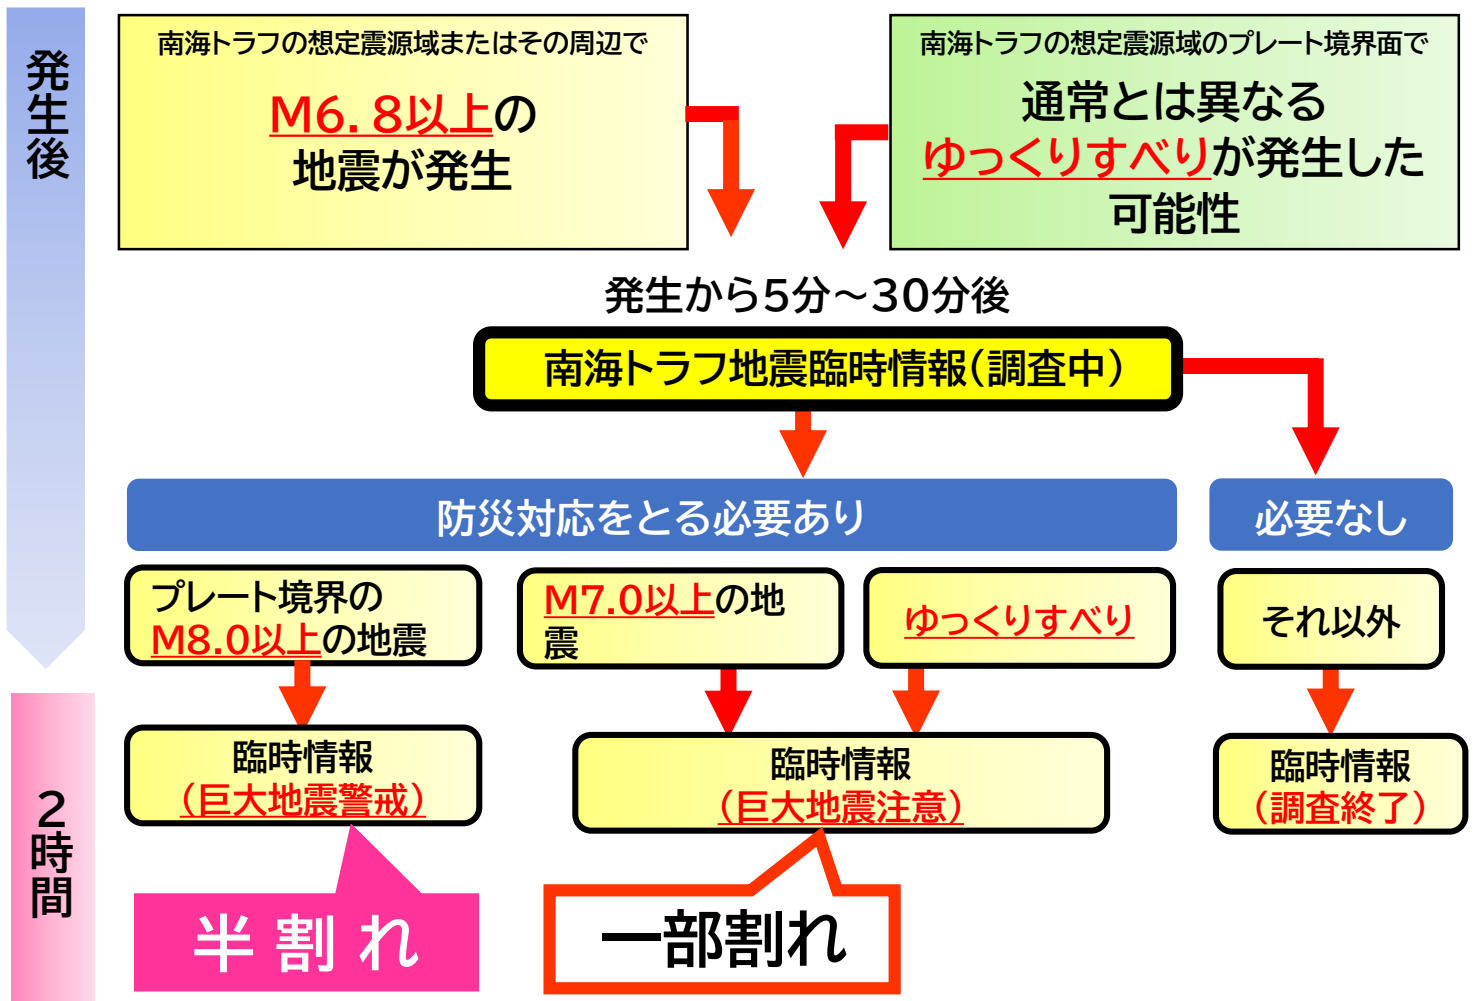 発生後
南海トラフの想定震源域またはその周辺で
M6.8以上の
地震が発生
南海トラフの想定震源域のプレート境界面で
通常とは異なる
ゆっくりすべりが発生した
可能性
発生から5分～30分後
南海トラフ地震臨時情報(調査中)
防災対応をとる必要あり
必要なし
プレート境界の
M8.0以上の地震
M7.0以上の地
震
ゆっくりすべり
それ以外
2時間
臨時情報
(巨大地震警戒)
臨時情報
(巨大地震注意)
臨時情報
(調査終了)
半割れ
一部割れ